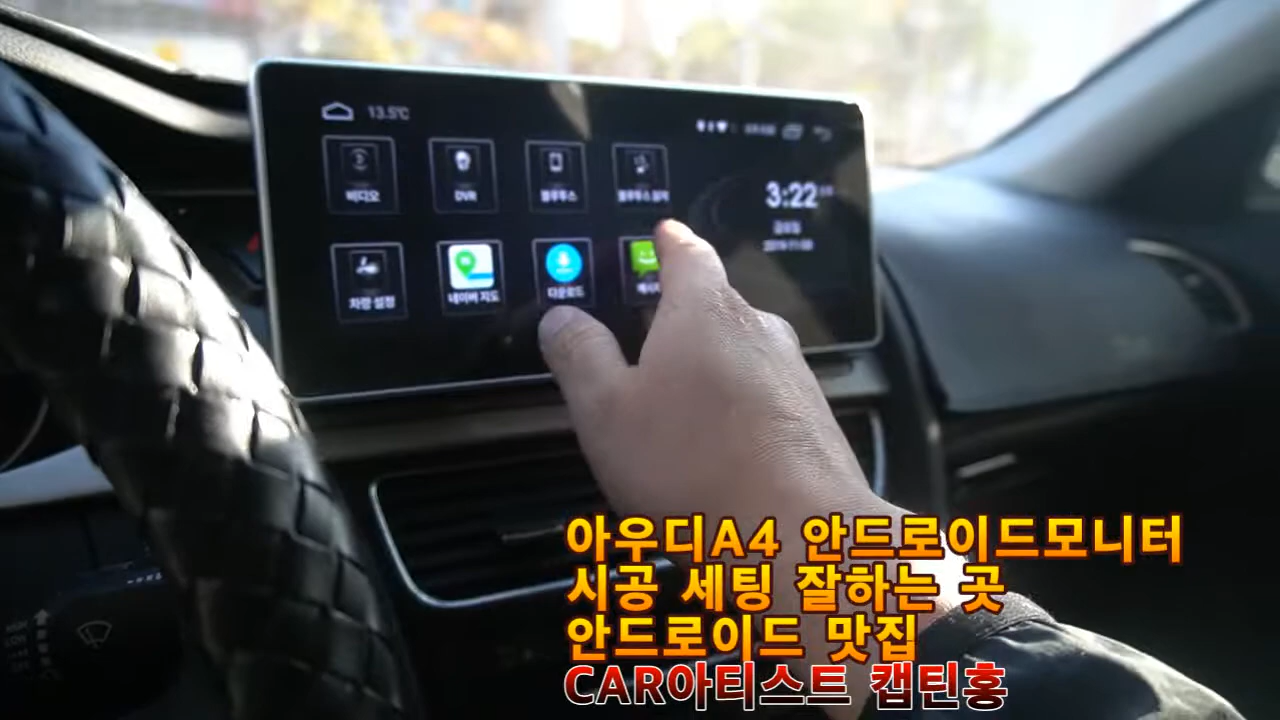 13.5℃
3:22
비디오
DVR
블루투스
차량 설정
네이버 지도
다운로드
아우디A4 안드로이드모니터
시공 세팅 잘하는 곳
안드로이드 맛집
CAR아티스트 캡틴홍